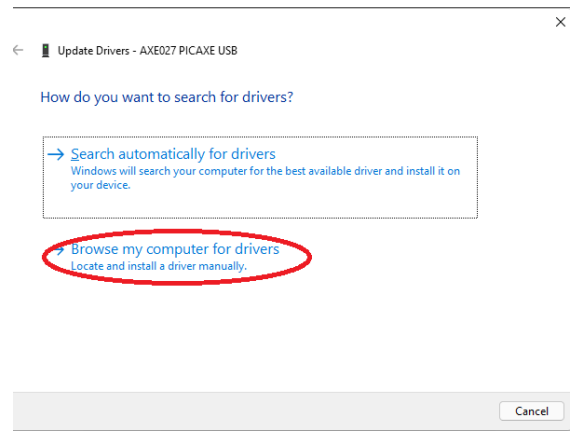 Update Drivers - AXE027 PICAXE USB
How do you want to search for drivers?
Search automatically for drivers
Windows will search your computer for the best available driver and install it on
your device.
Browse my computer for drivers
Locate and install a driver manually.
Cancel